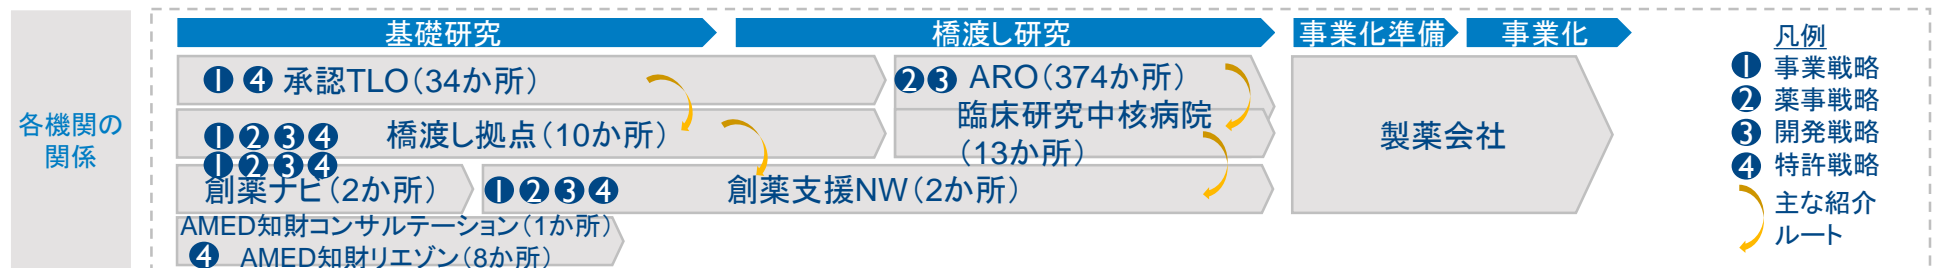 各機関の
関係
基礎研究
橋渡し研究
事業化準備
事業化
❶ ❹ 承認TLO(34か所)
❷❸ ARO(374か所)
❶❷❸❹ 橋渡し拠点(10か所)
臨床研究中核病院
(13か所)
製薬会社
❶❷❸❹
創薬ナビ(2か所)
❶❷❸❹ 創薬支援NW(2か所)
AMED知財コンサルテーション(1か所)
❹ AMED知財リエゾン(8か所)
凡例
❶ 事業戦略
❷ 薬事戦略
❸ 開発戦略
❹ 特許戦略
主な紹介
ルート